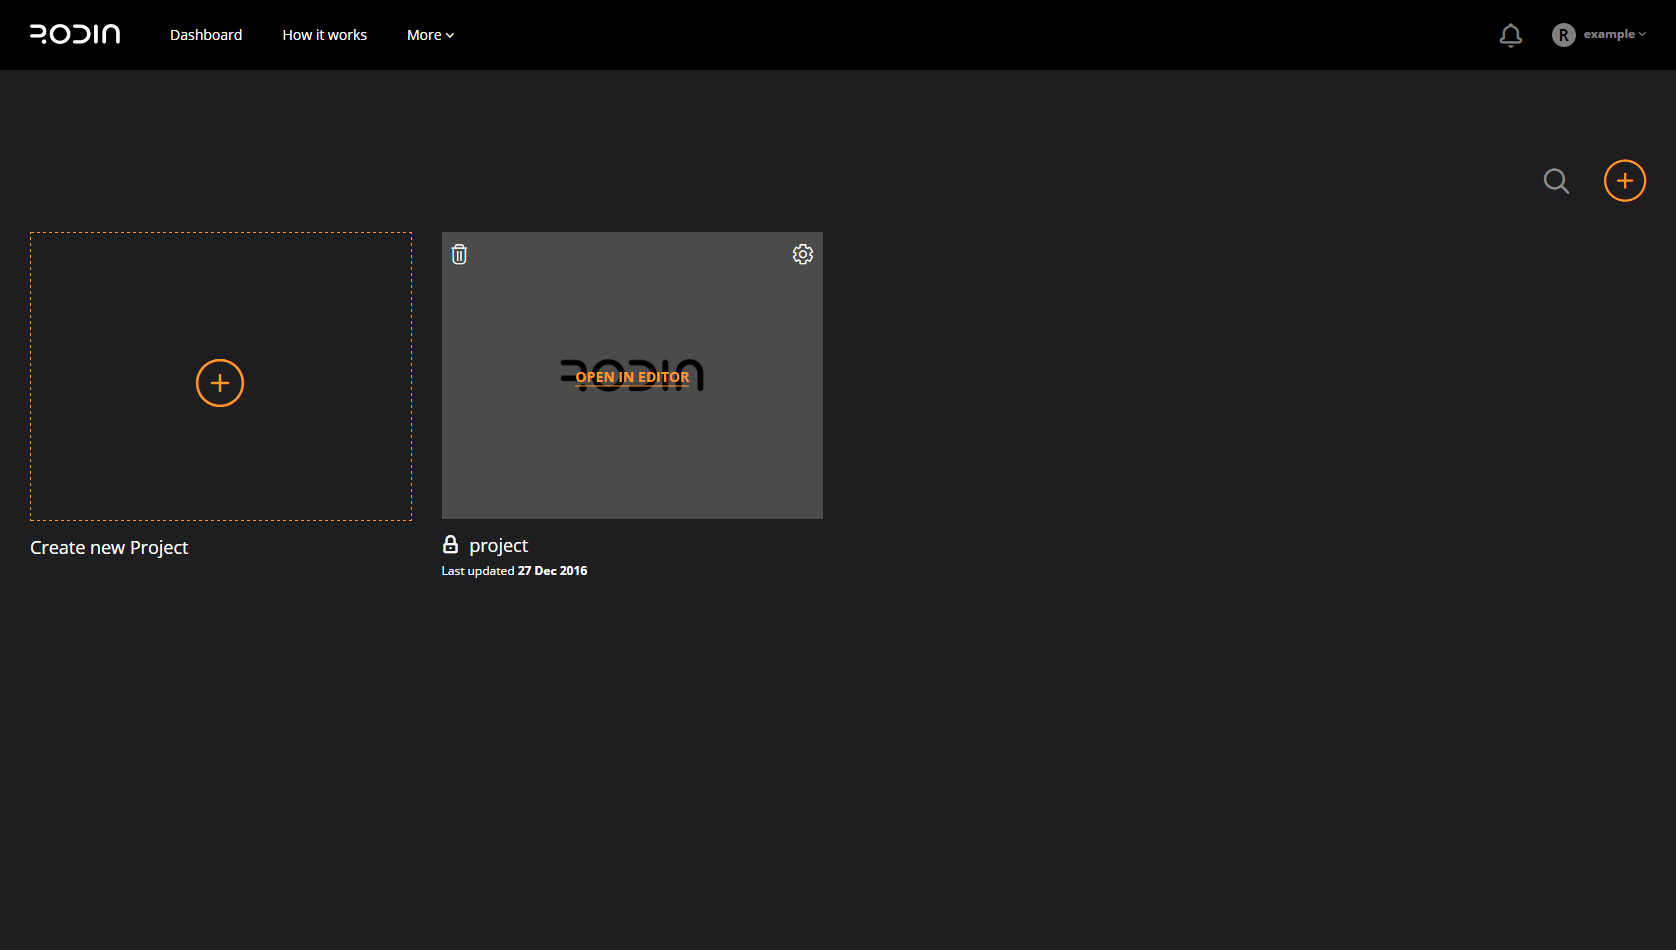 RODIN
Dashboard
How it works
More
R
example
RODIN
OPEN IN EDITOR
Create new Project
project
Last updated 27 Dec 2016